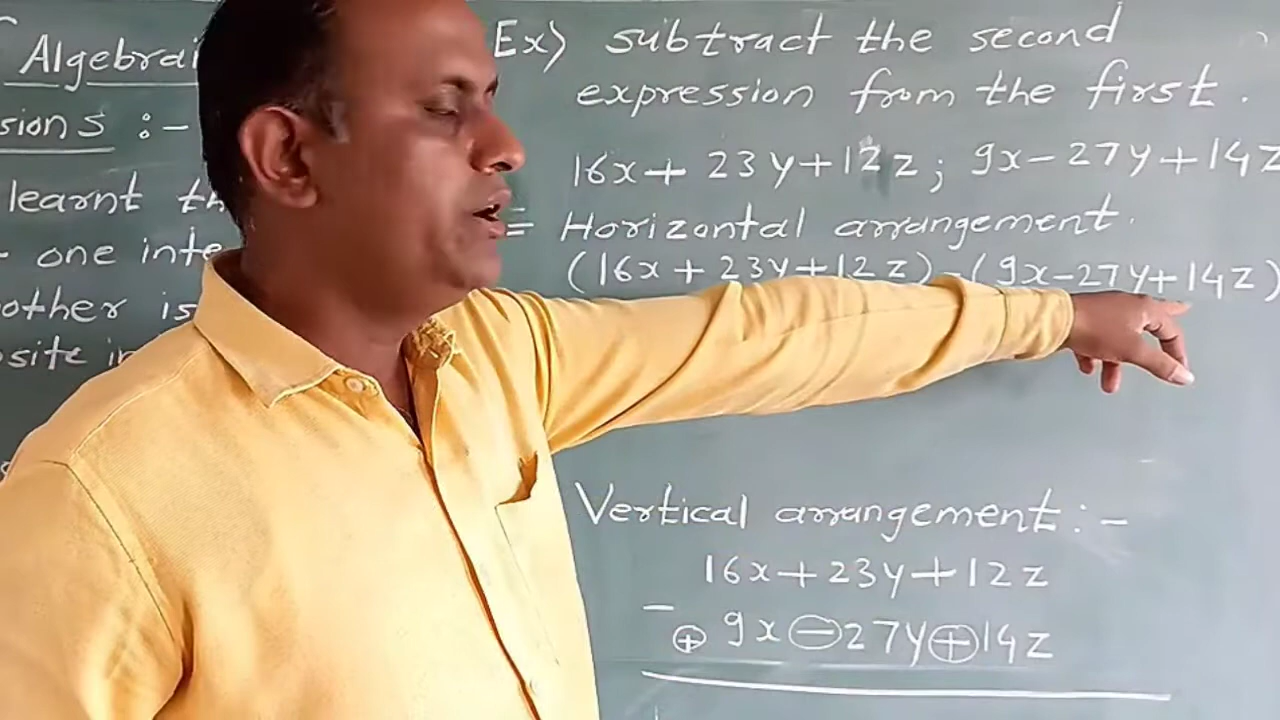 Algebrai
sions :-
learnt th
one inte
other is
site in
Ex) subtract the second
expression from the first.
16x + 23y + 12z ; 9x - 27y + 14z
= Horizontal arrangement.
(16x + 23y + 12z) - (9x - 27y + 14z)
Vertical arrangement :-
16x + 23y + 12z
- ⊕ 9x ⊖ 27y ⊕ 14z